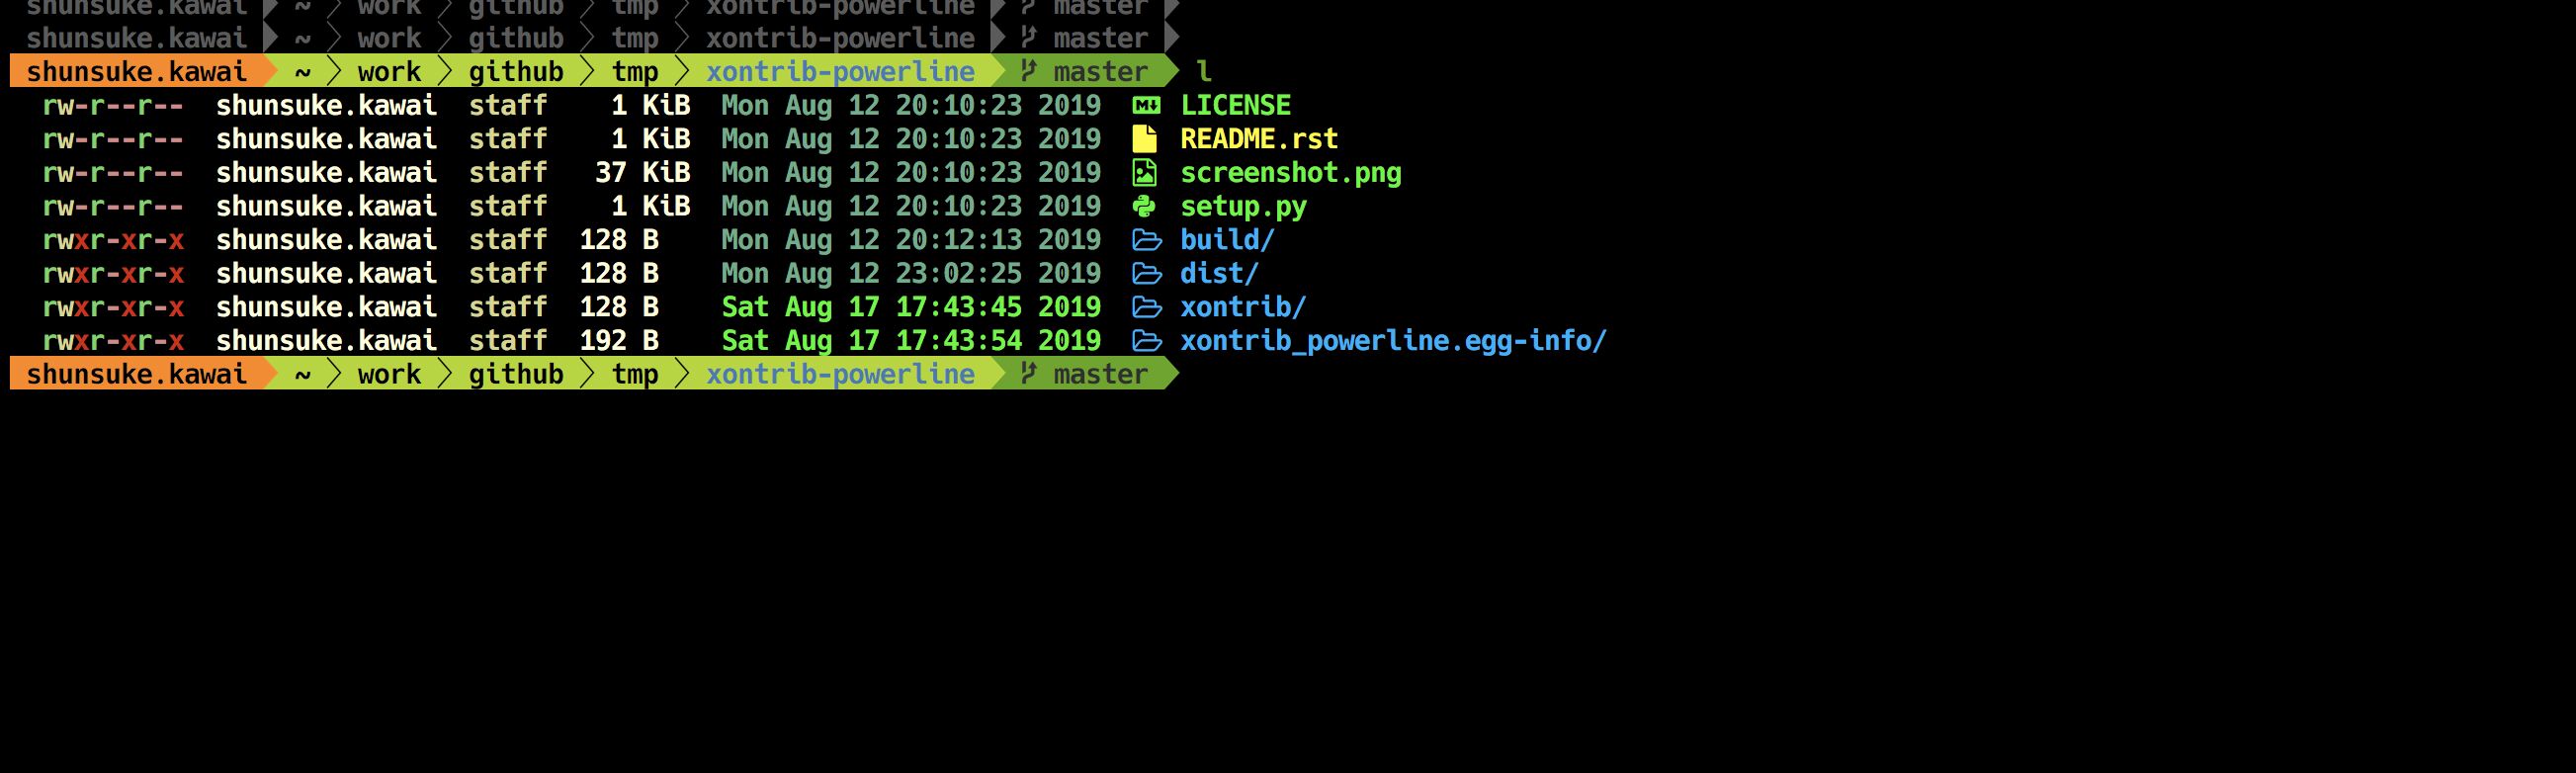 shunsuke.kawai ~ work github tmp xontrib-powerline master
shunsuke.kawai ~ work github tmp xontrib-powerline master
shunsuke.kawai ~ work github tmp xontrib-powerline master l
rw-r--r-- shunsuke.kawai staff 1 KiB Mon Aug 12 20:10:23 2019 LICENSE
rw-r--r-- shunsuke.kawai staff 1 KiB Mon Aug 12 20:10:23 2019 README.rst
rw-r--r-- shunsuke.kawai staff 37 KiB Mon Aug 12 20:10:23 2019 screenshot.png
rw-r--r-- shunsuke.kawai staff 1 KiB Mon Aug 12 20:10:23 2019 setup.py
rwxr-xr-x shunsuke.kawai staff 128 B Mon Aug 12 20:12:13 2019 build/
rwxr-xr-x shunsuke.kawai staff 128 B Mon Aug 12 23:02:25 2019 dist/
rwxr-xr-x shunsuke.kawai staff 128 B Sat Aug 17 17:43:45 2019 xontrib/
rwxr-xr-x shunsuke.kawai staff 192 B Sat Aug 17 17:43:54 2019 xontrib_powerline.egg-info/
shunsuke.kawai ~ work github tmp xontrib-powerline master